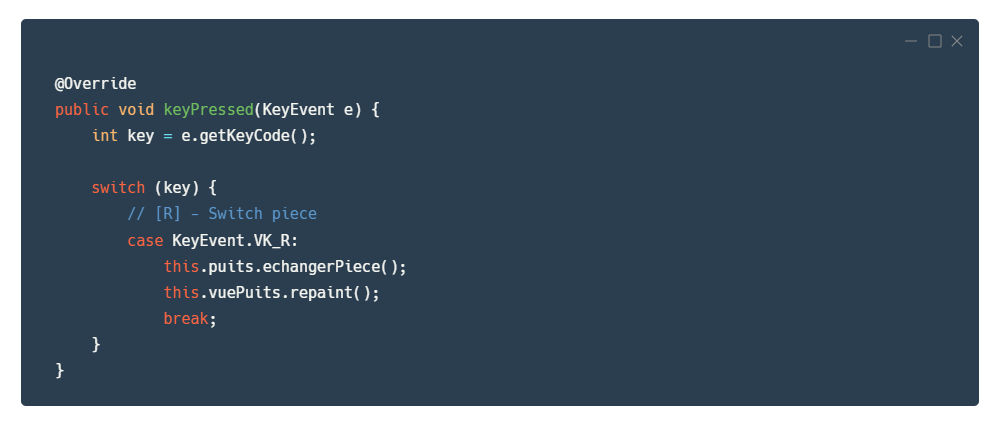 @Override
public void keyPressed(KeyEvent e) {
    int key = e.getKeyCode();

    switch (key) {
        // [R] - Switch piece
        case KeyEvent.VK_R:
            this.puits.echangerPiece();
            this.vuePuits.repaint();
            break;
    }
}